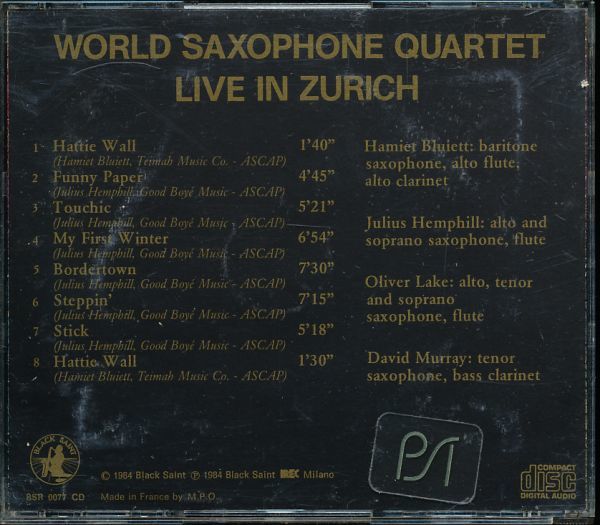 WORLD SAXOPHONE QUARTET
LIVE IN ZURICH
1 Hattie Wall 1'40"
(Hamiet Bluiett, Teimah Music Co. - ASCAP)
2 Funny Paper 4'45"
(Julius Hemphill, Good Boyé Music - ASCAP)
3 Touchic 5'21"
(Julius Hemphill, Good Boyé Music - ASCAP)
4 My First Winter 6'54"
(Julius Hemphill, Good Boyé Music - ASCAP)
5 Bordertown 7'30"
(Julius Hemphill, Good Boyé Music - ASCAP)
6 Steppin' 7'15"
(Julius Hemphill, Good Boyé Music - ASCAP)
7 Stick 5'18"
(Julius Hemphill, Good Boyé Music - ASCAP)
8 Hattie Wall 1'30"
(Hamiet Bluiett, Teimah Music Co. - ASCAP)
Hamiet Bluiett: baritone
saxophone, alto flute,
alto clarinet
Julius Hemphill: alto and
soprano saxophone, flute
Oliver Lake: alto, tenor
and soprano
saxophone, flute
David Murray: tenor
saxophone, bass clarinet
BLACK SAINT
BSR 0077 CD
© 1984 Black Saint ℗ 1984 Black Saint IREC Milano
Made in France by M.P.O.
PSI
COMPACT
disc
DIGITAL AUDIO